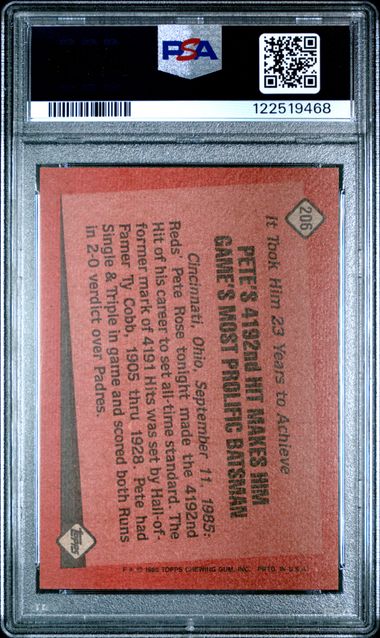 PSA
122519468
206
it Took Him 23 Years to Achieve
PETE'S 4192nd HIT MAKES HIM
GAME'S MOST PROLIFIC BATSMAN
Cincinnati, Ohio, September 11, 1985:
Reds' Pete Rose tonight made the 4192nd
Hit of his career to set all-time standard. The
former mark of 4191 Hits was set by Hall-of-
Famer Ty Cobb, 1905 thru 1928. Pete had
Single & Triple in game and scored both Runs
in 2-0 verdict over Padres.
Topps
© 1986 TOPPS CHEWING GUM, INC. PRTD. IN U.S.A.